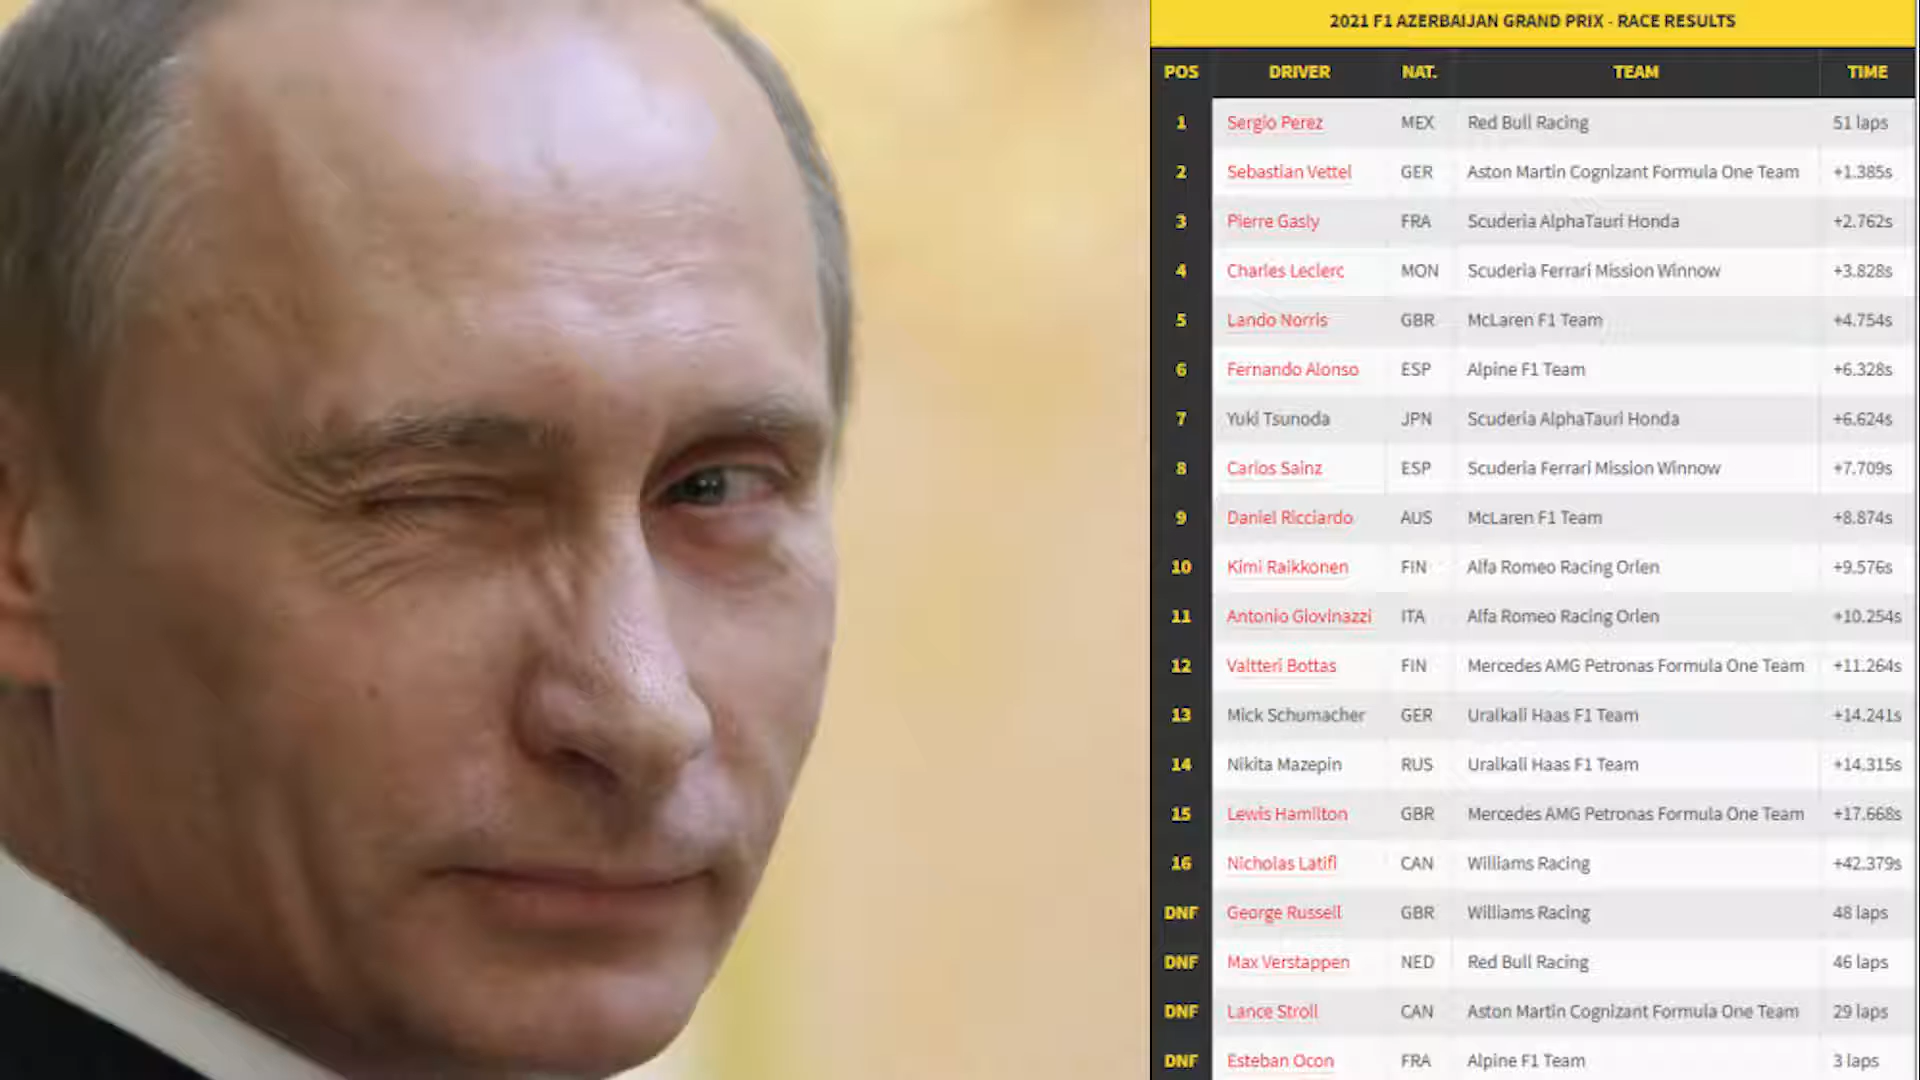 2021 F1 AZERBAIJAN GRAND PRIX - RACE RESULTS
POS DRIVER NAT. TEAM TIME
1 Sergio Perez MEX Red Bull Racing 51 laps
2 Sebastian Vettel GER Aston Martin Cognizant Formula One Team +1.385s
3 Pierre Gasly FRA Scuderia AlphaTauri Honda +2.762s
4 Charles Leclerc MON Scuderia Ferrari Mission Winnow +3.828s
5 Lando Norris GBR McLaren F1 Team +4.754s
6 Fernando Alonso ESP Alpine F1 Team +6.328s
7 Yuki Tsunoda JPN Scuderia AlphaTauri Honda +6.624s
8 Carlos Sainz ESP Scuderia Ferrari Mission Winnow +7.709s
9 Daniel Ricciardo AUS McLaren F1 Team +8.874s
10 Kimi Raikkonen FIN Alfa Romeo Racing Orlen +9.576s
11 Antonio Giovinazzi ITA Alfa Romeo Racing Orlen +10.254s
12 Valtteri Bottas FIN Mercedes AMG Petronas Formula One Team +11.264s
13 Mick Schumacher GER Uralkali Haas F1 Team +14.241s
14 Nikita Mazepin RUS Uralkali Haas F1 Team +14.315s
15 Lewis Hamilton GBR Mercedes AMG Petronas Formula One Team +17.668s
16 Nicholas Latifi CAN Williams Racing +42.379s
DNF George Russell GBR Williams Racing 48 laps
DNF Max Verstappen NED Red Bull Racing 46 laps
DNF Lance Stroll CAN Aston Martin Cognizant Formula One Team 29 laps
DNF Esteban Ocon FRA Alpine F1 Team 3 laps